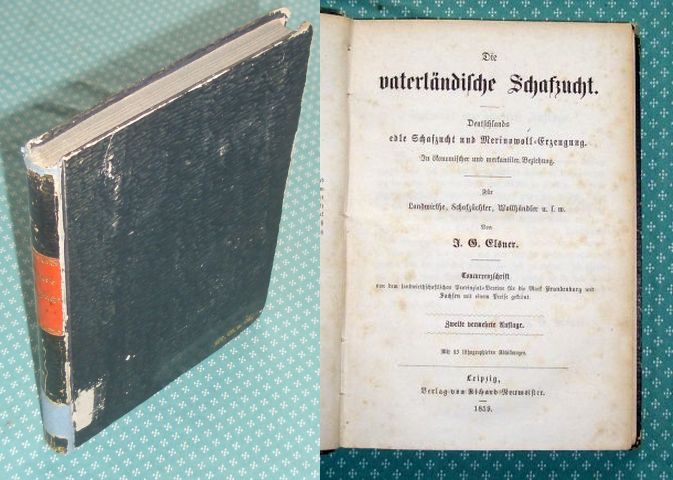 Die
vaterländische Schafzucht.
Deutschlands
edle Schafzucht und Merinowoll-Erzeugung.
In ökonomischer und merkantiler Beziehung.
Für
Landwirthe, Schafzüchter, Wollhändler u. s. w.
Von
J. G. Elsner.
Concurrenzschrift
von dem landwirthschaftlichen Provinzial-Vereine für die Mark Brandenburg und
Sachsen mit einem Preise gekrönt.
Zweite vermehrte Auflage.
Mit 15 lithographirten Abbildungen.
Leipzig,
Verlag von Richard Neumeister.
1859.